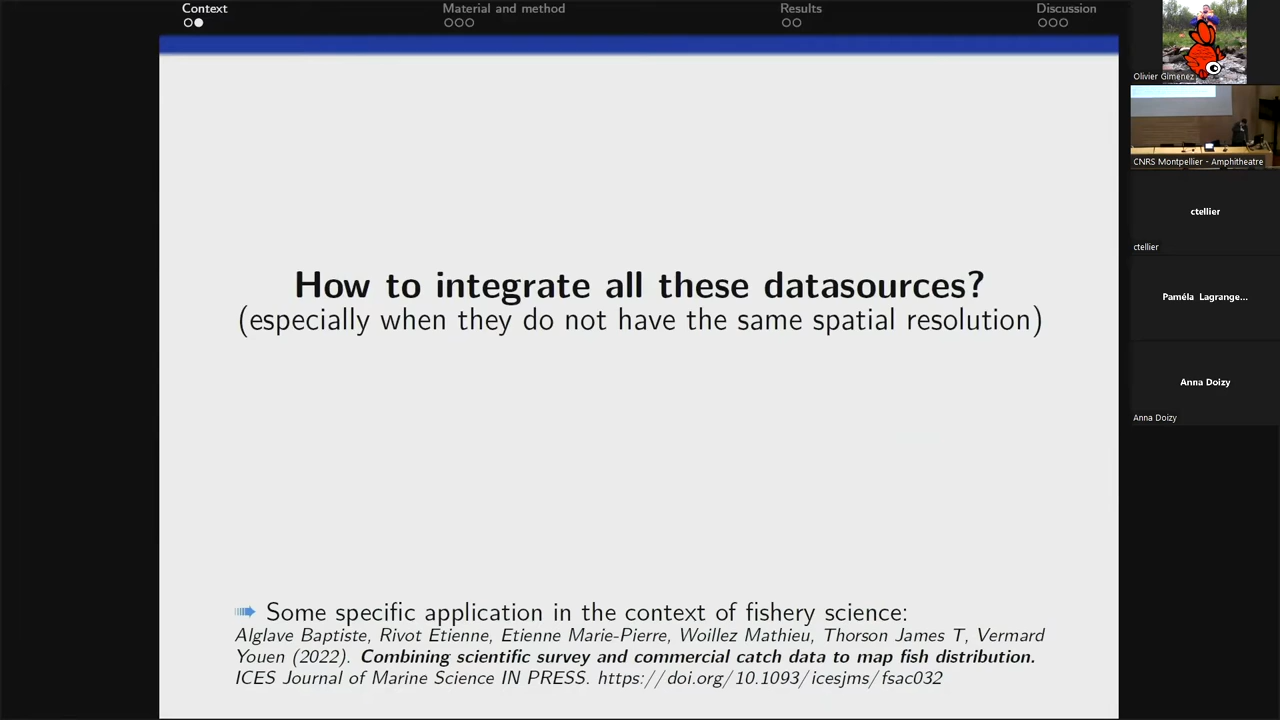 Context
Material and method
Results
Discussion
How to integrate all these datasources?
(especially when they do not have the same spatial resolution)
Some specific application in the context of fishery science:
Alglave Baptiste, Rivot Etienne, Etienne Marie-Pierre, Woillez Mathieu, Thorson James T, Vermard
Youen (2022). Combining scientific survey and commercial catch data to map fish distribution.
ICES Journal of Marine Science IN PRESS. https://doi.org/10.1093/icesjms/fsac032
Olivier Gimenez
CNRS Montpellier - Amphitheatre
ctellier
ctellier
Paméla Lagrange...
Anna Doizy
Anna Doizy